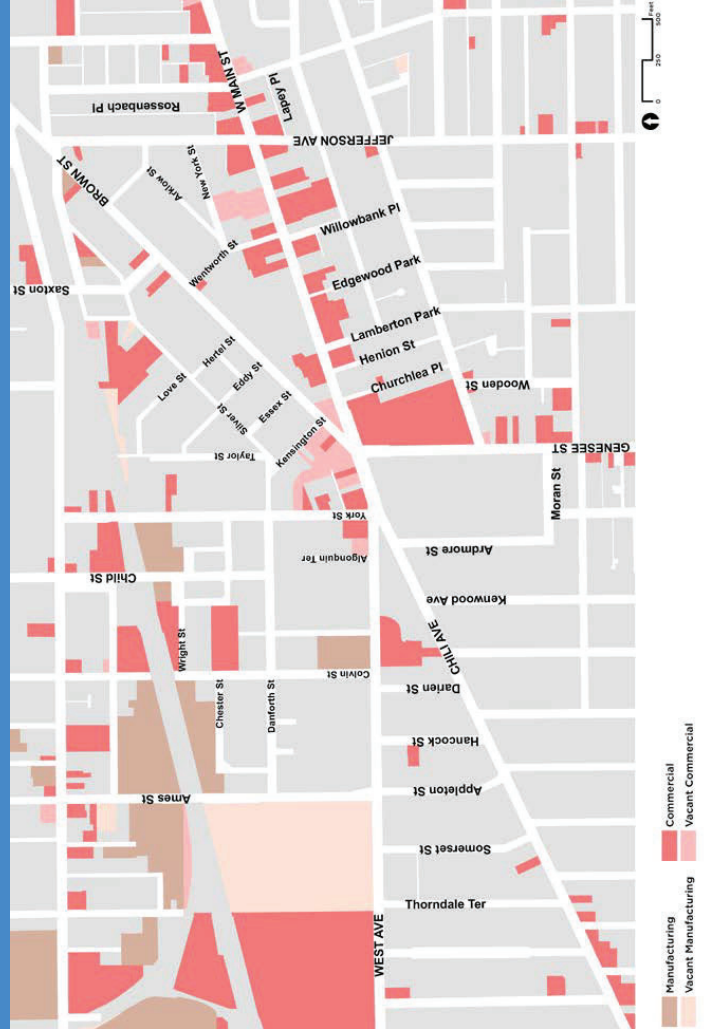 Rossenbach Pl
W MAIN ST
Lapey Pl
JEFFERSON AVE
BROWN ST
Arklow St
New York St
Willowbank Pl
Wentworth St
Edgewood Park
Saxton St
Lamberton Park
Hertel St
Henion St
Love St
Eddy St
Churchlea Pl
Silver St
Essex St
Wooden St
Kensington St
Taylor St
GENESEE ST
Moran St
York St
Algonquin Ter
Ardmore St
Child St
Kenwood Ave
Wright St
CHILI AVE
Colvin St
Darien St
Chester St
Danforth St
Hancock St
Ames St
Appleton St
Somerset St
Thorndale Ter
WEST AVE
0 250 500
Feet
Manufacturing
Vacant Manufacturing
Commercial
Vacant Commercial